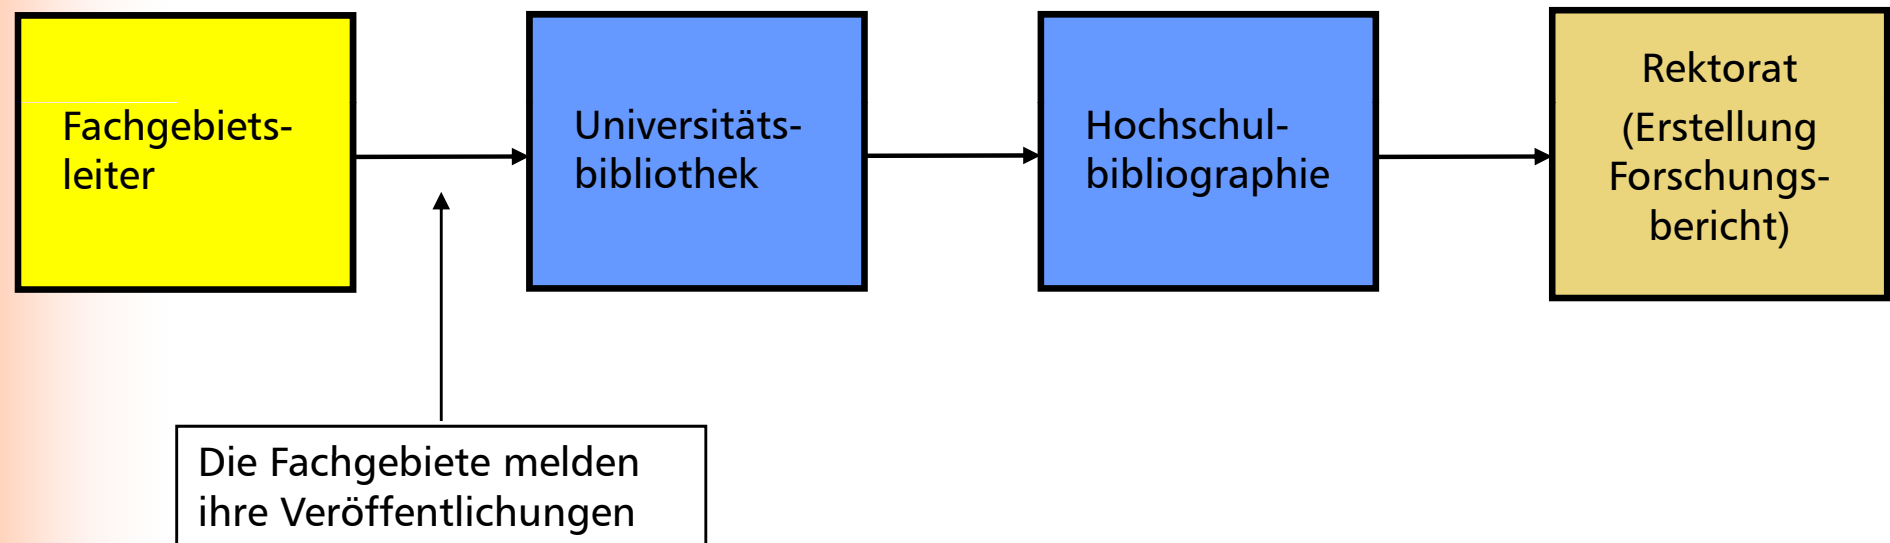 Fachgebiets-
leiter
Universitäts-
bibliothek
Hochschul-
bibliographie
Rektorat
(Erstellung
Forschungs-
bericht)
Die Fachgebiete melden
ihre Veröffentlichungen